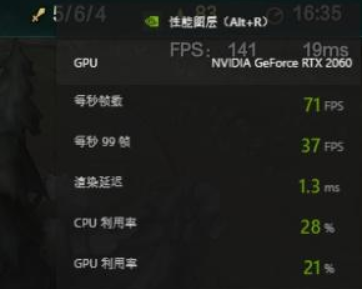 5/6/4 83 16:35
性能图层（Alt+R）
FPS: 141 19ms
GPU NVIDIA GeForce RTX 2060
每秒帧数 71 FPS
每秒 99 帧 37 FPS
渲染延迟 1.3 ms
CPU 利用率 28 %
GPU 利用率 21 %